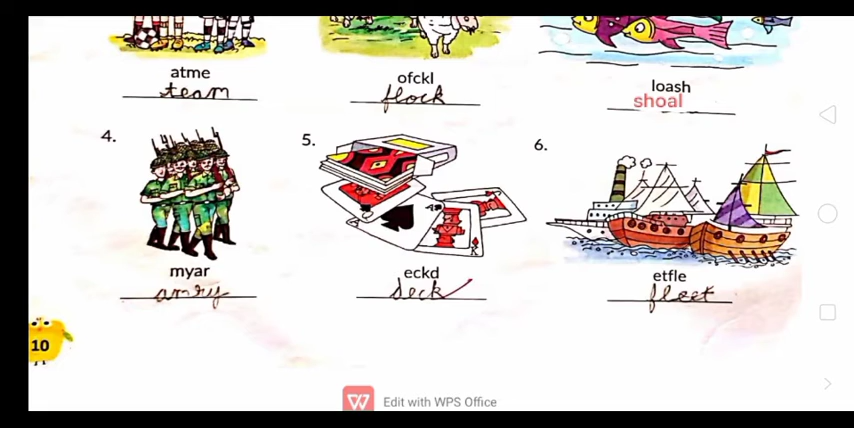 atme ofckl loash
team flock shoal
4. 5. 6.
myar eckd etfle
amry deck fleet
10
W Edit with WPS Office